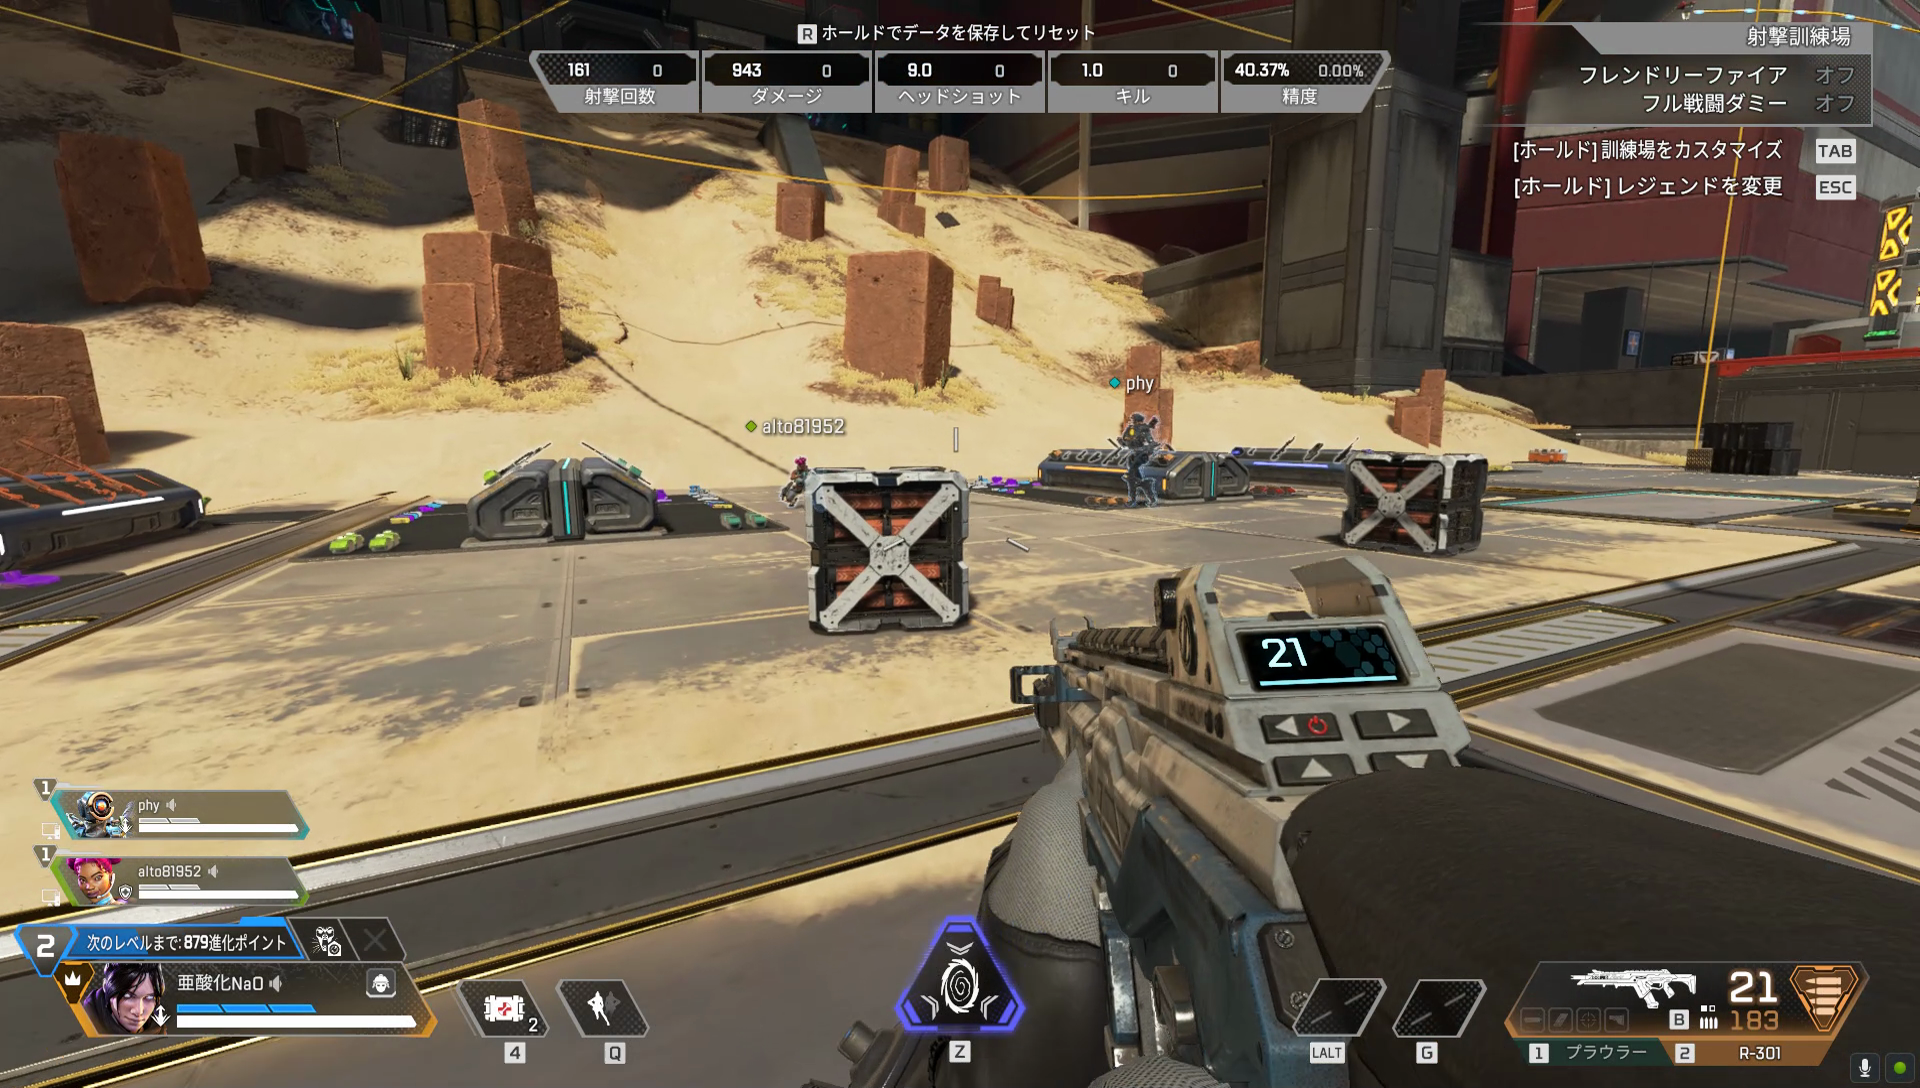 R ホールドでデータを保存してリセット
161 0
射撃回数
943 0
ダメージ
9.0 0
ヘッドショット
1.0 0
キル
40.37% 0.00%
精度
射撃訓練場
フレンドリーファイア オフ
フル戦闘ダミー オフ
[ホールド] 訓練場をカスタマイズ TAB
[ホールド] レジェンドを変更 ESC
phy
alto81952
21
1
phy
1
alto81952
2
次のレベルまで: 879進化ポイント
亜酸化NaO
2
4
Q
Z
LALT
G
21
B
183
1 プラウラー
2 R-301